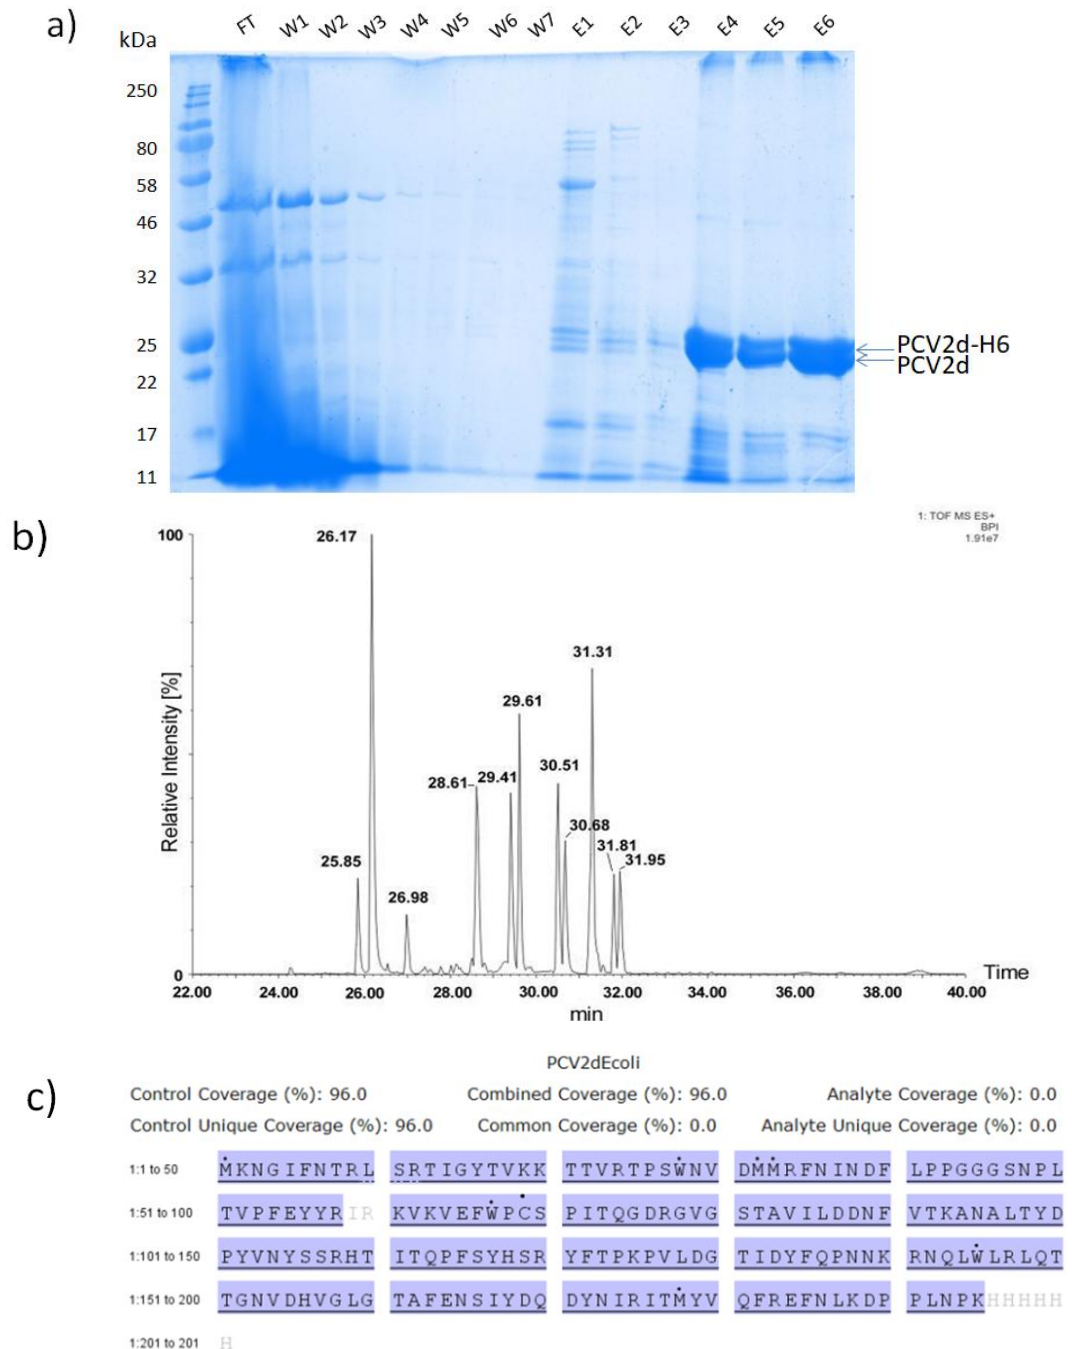 a)
kDa
FT W1 W2 W3 W4 W5 W6 W7 E1 E2 E3 E4 E5 E6
250
80
58
46
32
25
22
17
11
PCV2d-H6
PCV2d
b)
1: TOF MS ES+
BPI
1.91e7
100
0
Relative Intensity [%]
26.17
31.31
29.61
30.51
28.61
29.41
30.68
31.81
31.95
25.85
26.98
22.00 24.00 26.00 28.00 30.00 32.00 34.00 36.00 38.00 40.00
Time
min
c)
PCV2dEcoli
Control Coverage (%): 96.0 Combined Coverage (%): 96.0 Analyte Coverage (%): 0.0
Control Unique Coverage (%): 96.0 Common Coverage (%): 0.0 Analyte Unique Coverage (%): 0.0
1:1 to 50 MKNGIFNTRL SRTIGYTVKK TTVRTPSWNV DMMRFNINDF LPPGGGSNPL
1:51 to 100 TVPFEYYRIR KVKVEFWPCS PITQGDRGVG STAVILDDNF VTKANALTYD
1:101 to 150 PYVNYSSRHT ITQPFSYHSR YFTPKPVLDG TIDYFQPNNK RNQLWLRLQT
1:151 to 200 TGNVDHVGLG TAFENSIYDQ DYNIRITMYV QFREFNLKDP PLNPKHHHHH
1:201 to 201 H